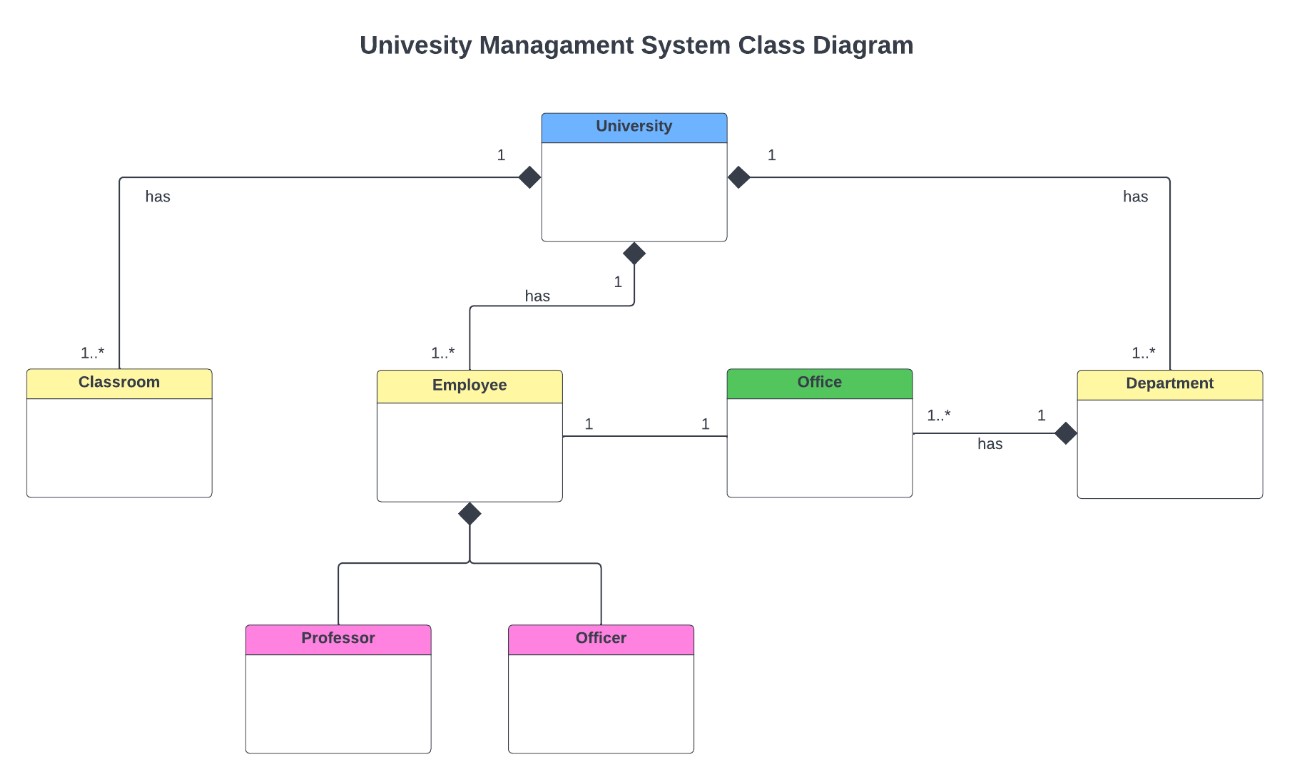 Univesity Managament System Class Diagram
University
1
1
has
has
1
has
1..*
1..*
1..*
Classroom
Employee
Office
Department
1
1
1..*
1
has
Professor
Officer